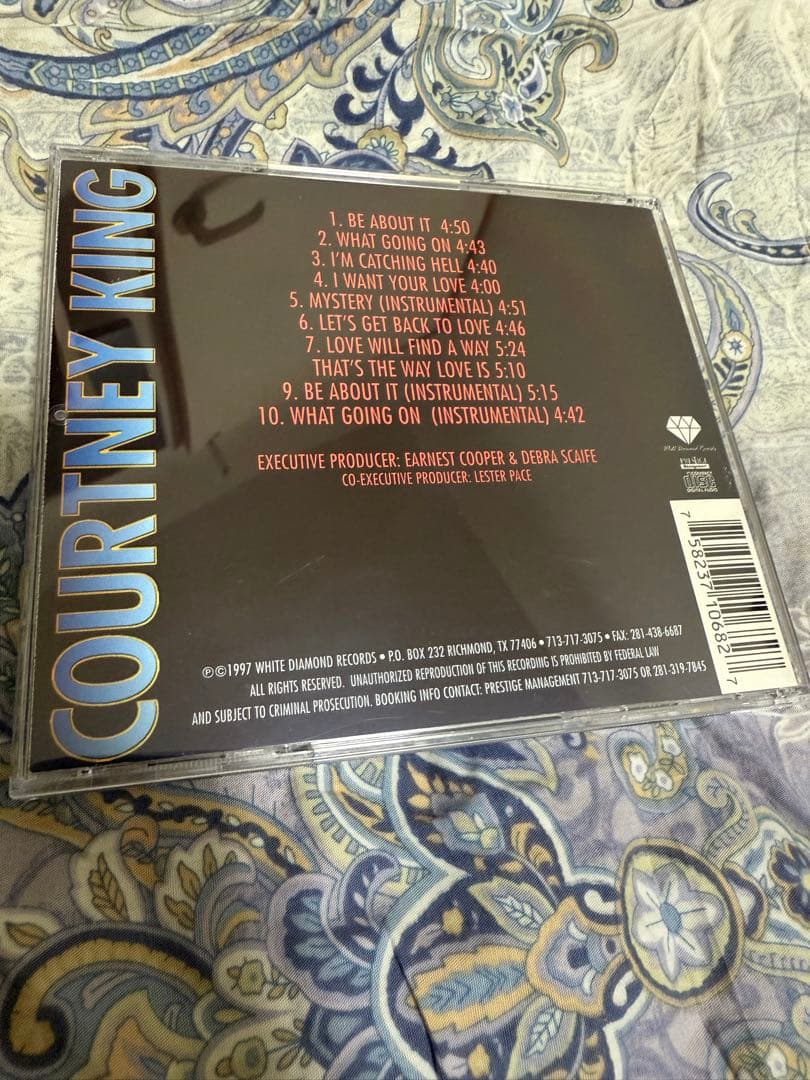 COURTNEY KING
1. BE ABOUT IT 4:50
2. WHAT GOING ON 4:43
3. I'M CATCHING HELL 4:40
4. I WANT YOUR LOVE 4:00
5. MYSTERY (INSTRUMENTAL) 4:51
6. LET'S GET BACK TO LOVE 4:46
7. LOVE WILL FIND A WAY 5:24
THAT'S THE WAY LOVE IS 5:10
9. BE ABOUT IT (INSTRUMENTAL) 5:15
10. WHAT GOING ON (INSTRUMENTAL) 4:42
EXECUTIVE PRODUCER: EARNEST COOPER & DEBRA SCAIFE
CO-EXECUTIVE PRODUCER: LESTER PACE
White Diamond Records
℗©1997 WHITE DIAMOND RECORDS • P.O. BOX 232 RICHMOND, TX 77406 • 713-717-3075 • FAX: 281-438-6687
ALL RIGHTS RESERVED. UNAUTHORIZED REPRODUCTION OF THIS RECORDING IS PROHIBITED BY FEDERAL LAW
AND SUBJECT TO CRIMINAL PROSECUTION. BOOKING INFO CONTACT: PRESTIGE MANAGEMENT 713-717-3075 OR 281-319-7845
7 58237 10682 7